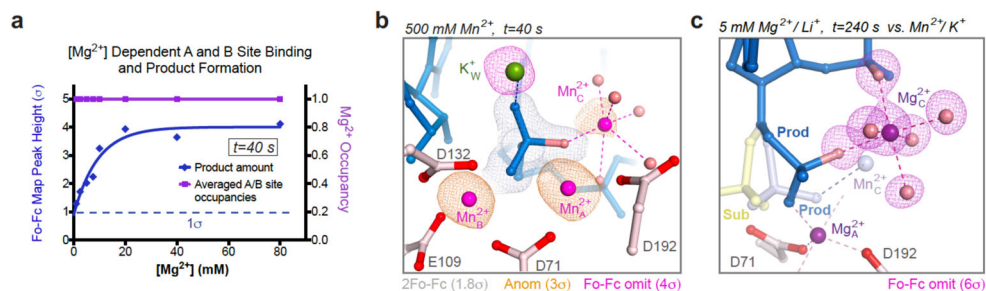 a
[Mg²⁺] Dependent A and B Site Binding
and Product Formation
Fo-Fc Map Peak Height (σ)
5
4
3
2
1
0
t=40 s
Product amount
Averaged A/B site
occupancies
1σ
1.0
0.8
0.6
0.4
0.2
0.0
Mg²⁺ Occupancy
0 20 40 60 80
[Mg²⁺] (mM)
b
500 mM Mn²⁺, t=40 s
K⁺W
Mn²⁺C
D132
Mn²⁺B
Mn²⁺A
E109
D71
D192
2Fo-Fc (1.8σ) Anom (3σ) Fo-Fc omit (4σ)
c
5 mM Mg²⁺/ Li⁺, t=240 s vs. Mn²⁺/ K⁺
Mg²⁺C
Prod
Mn²⁺C
Sub
Prod
Mg²⁺A
D71
D192
Fo-Fc omit (6σ)